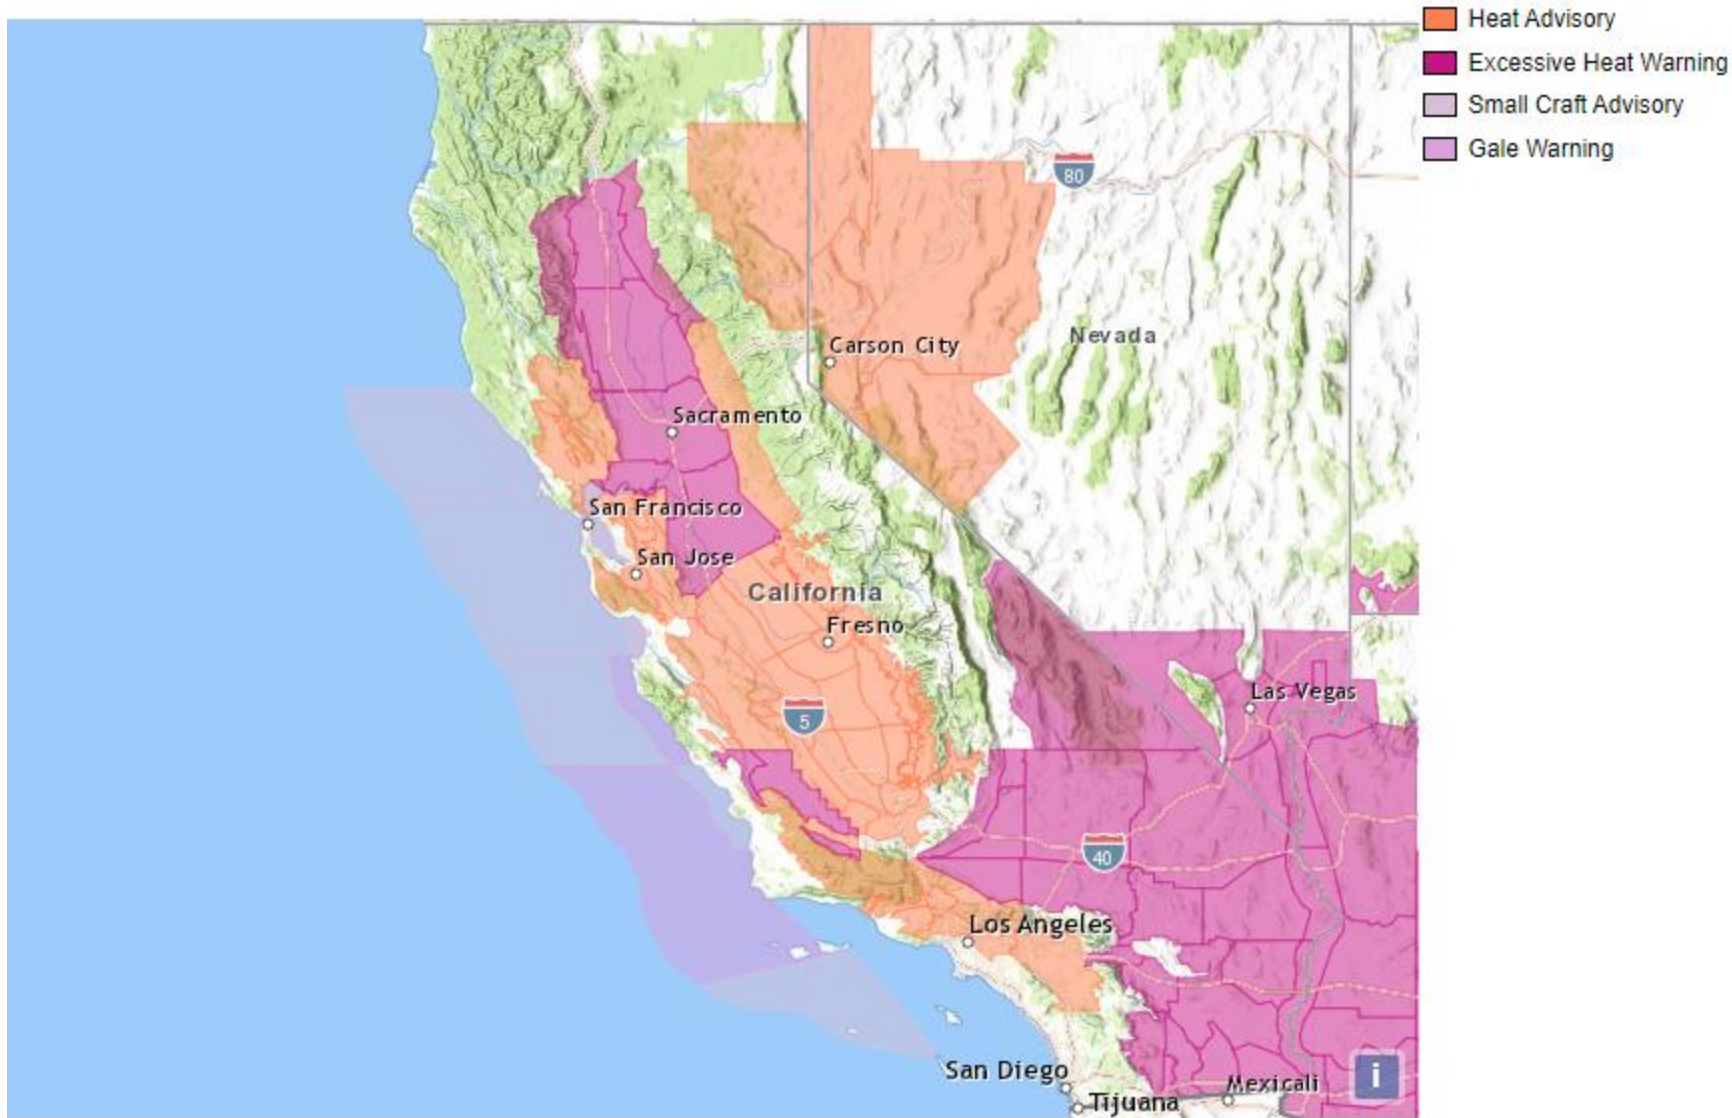 Heat Advisory
Excessive Heat Warning
Small Craft Advisory
Gale Warning
80
Carson City
Nevada
Sacramento
San Francisco
San Jose
California
Fresno
Las Vegas
5
40
Los Angeles
San Diego
Mexicali
Tijuana
i